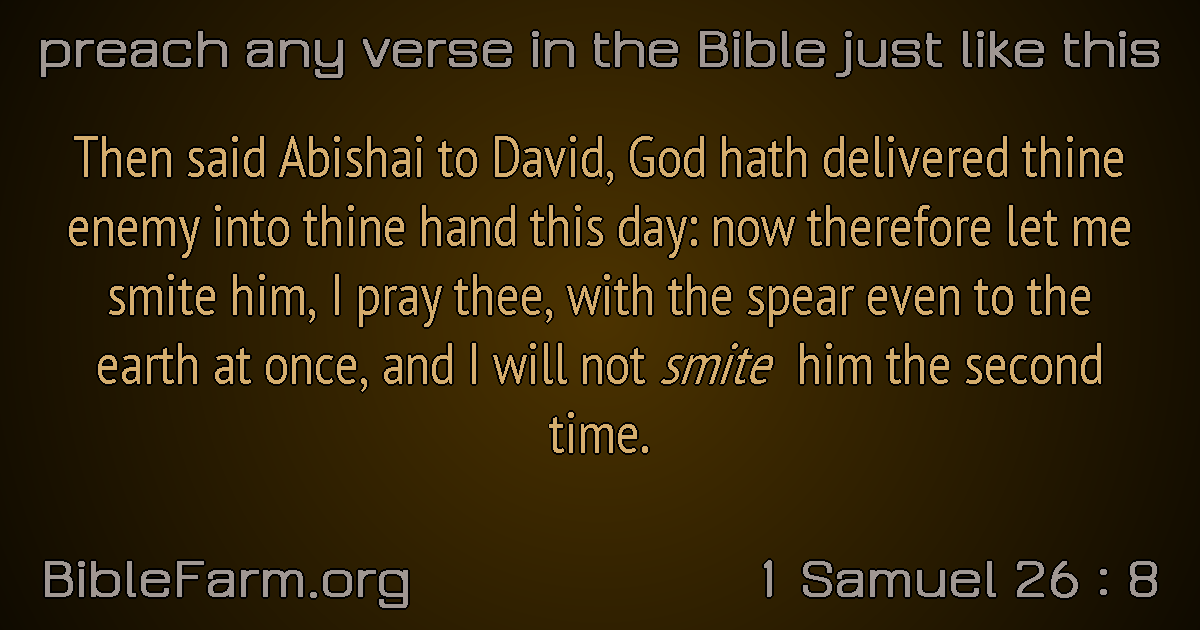 preach any verse in the Bible just like this
Then said Abishai to David, God hath delivered thine
enemy into thine hand this day: now therefore let me
smite him, I pray thee, with the spear even to the
earth at once, and I will not smite him the second
time.
BibleFarm.org
1 Samuel 26 : 8